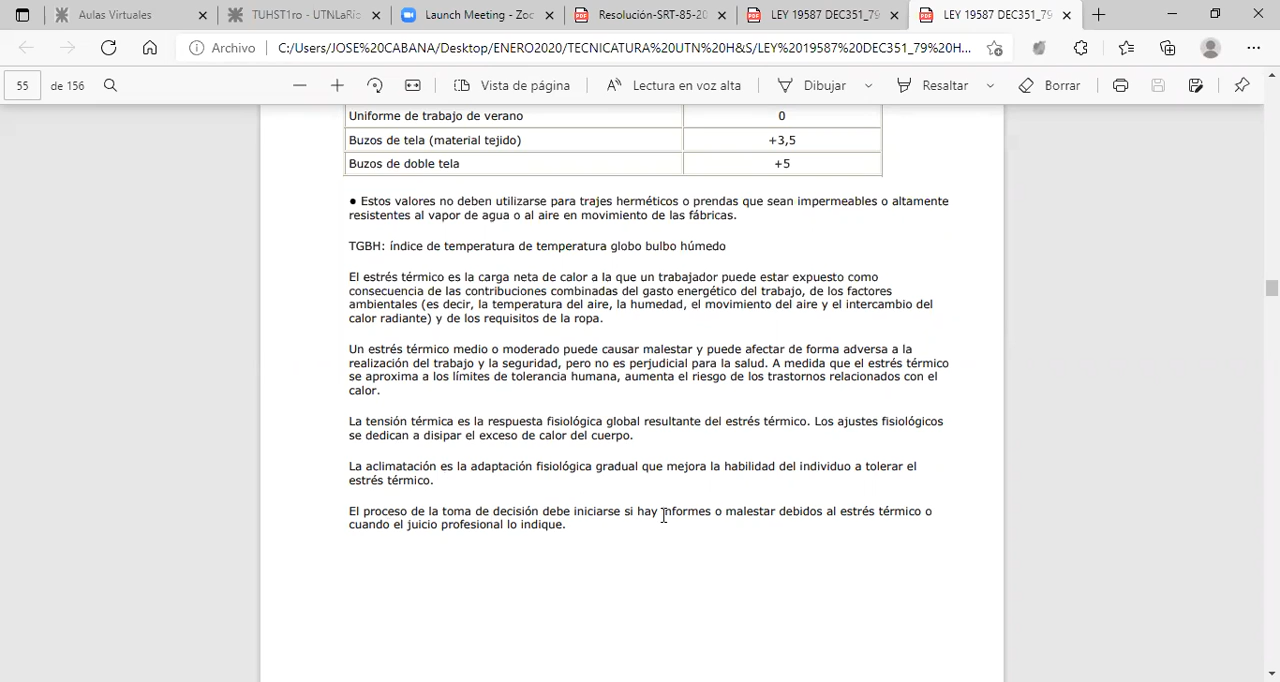 Aulas Virtuales
TUHST1ro - UTNLaRio
Launch Meeting - Zoo
Resolución-SRT-85-20
LEY 19587 DEC351_79
LEY 19587 DEC351_79
Archivo
C:/Users/JOSE%20CABANA/Desktop/ENERO2020/TECNICATURA%20UTN%20H&S/LEY%2019587%20DEC351_79%20H...
55 de 156
Vista de página
Lectura en voz alta
Dibujar
Resaltar
Borrar
Uniforme de trabajo de verano 0
Buzos de tela (material tejido) +3,5
Buzos de doble tela +5
● Estos valores no deben utilizarse para trajes herméticos o prendas que sean impermeables o altamente
resistentes al vapor de agua o al aire en movimiento de las fábricas.
TGBH: índice de temperatura de temperatura globo bulbo húmedo
El estrés térmico es la carga neta de calor a la que un trabajador puede estar expuesto como
consecuencia de las contribuciones combinadas del gasto energético del trabajo, de los factores
ambientales (es decir, la temperatura del aire, la humedad, el movimiento del aire y el intercambio del
calor radiante) y de los requisitos de la ropa.
Un estrés térmico medio o moderado puede causar malestar y puede afectar de forma adversa a la
realización del trabajo y la seguridad, pero no es perjudicial para la salud. A medida que el estrés térmico
se aproxima a los límites de tolerancia humana, aumenta el riesgo de los trastornos relacionados con el
calor.
La tensión térmica es la respuesta fisiológica global resultante del estrés térmico. Los ajustes fisiológicos
se dedican a disipar el exceso de calor del cuerpo.
La aclimatación es la adaptación fisiológica gradual que mejora la habilidad del individuo a tolerar el
estrés térmico.
El proceso de la toma de decisión debe iniciarse si hay informes o malestar debidos al estrés térmico o
cuando el juicio profesional lo indique.